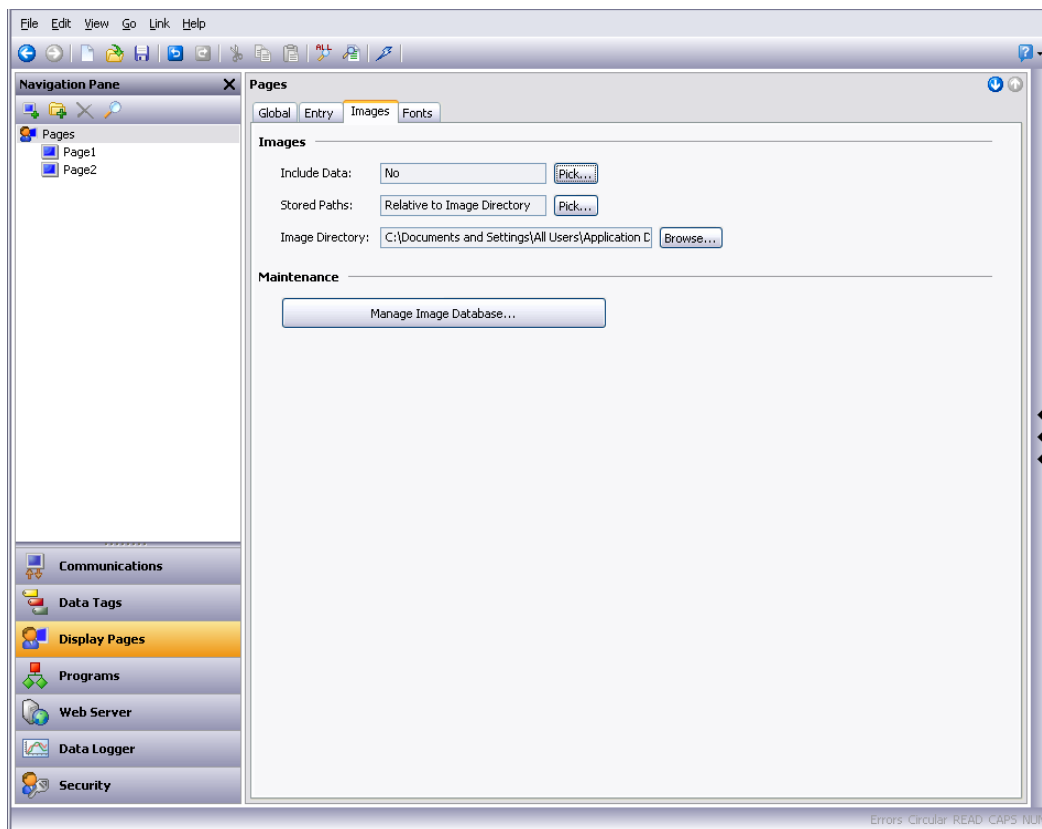 File Edit View Go Link Help
ALL
Navigation Pane
Pages
Page1
Page2
Communications
Data Tags
Display Pages
Programs
Web Server
Data Logger
Security
Pages
Global Entry Images Fonts
Images
Include Data: No Pick...
Stored Paths: Relative to Image Directory Pick...
Image Directory: C:\Documents and Settings\All Users\Application D Browse...
Maintenance
Manage Image Database...
Errors Circular READ CAPS NU